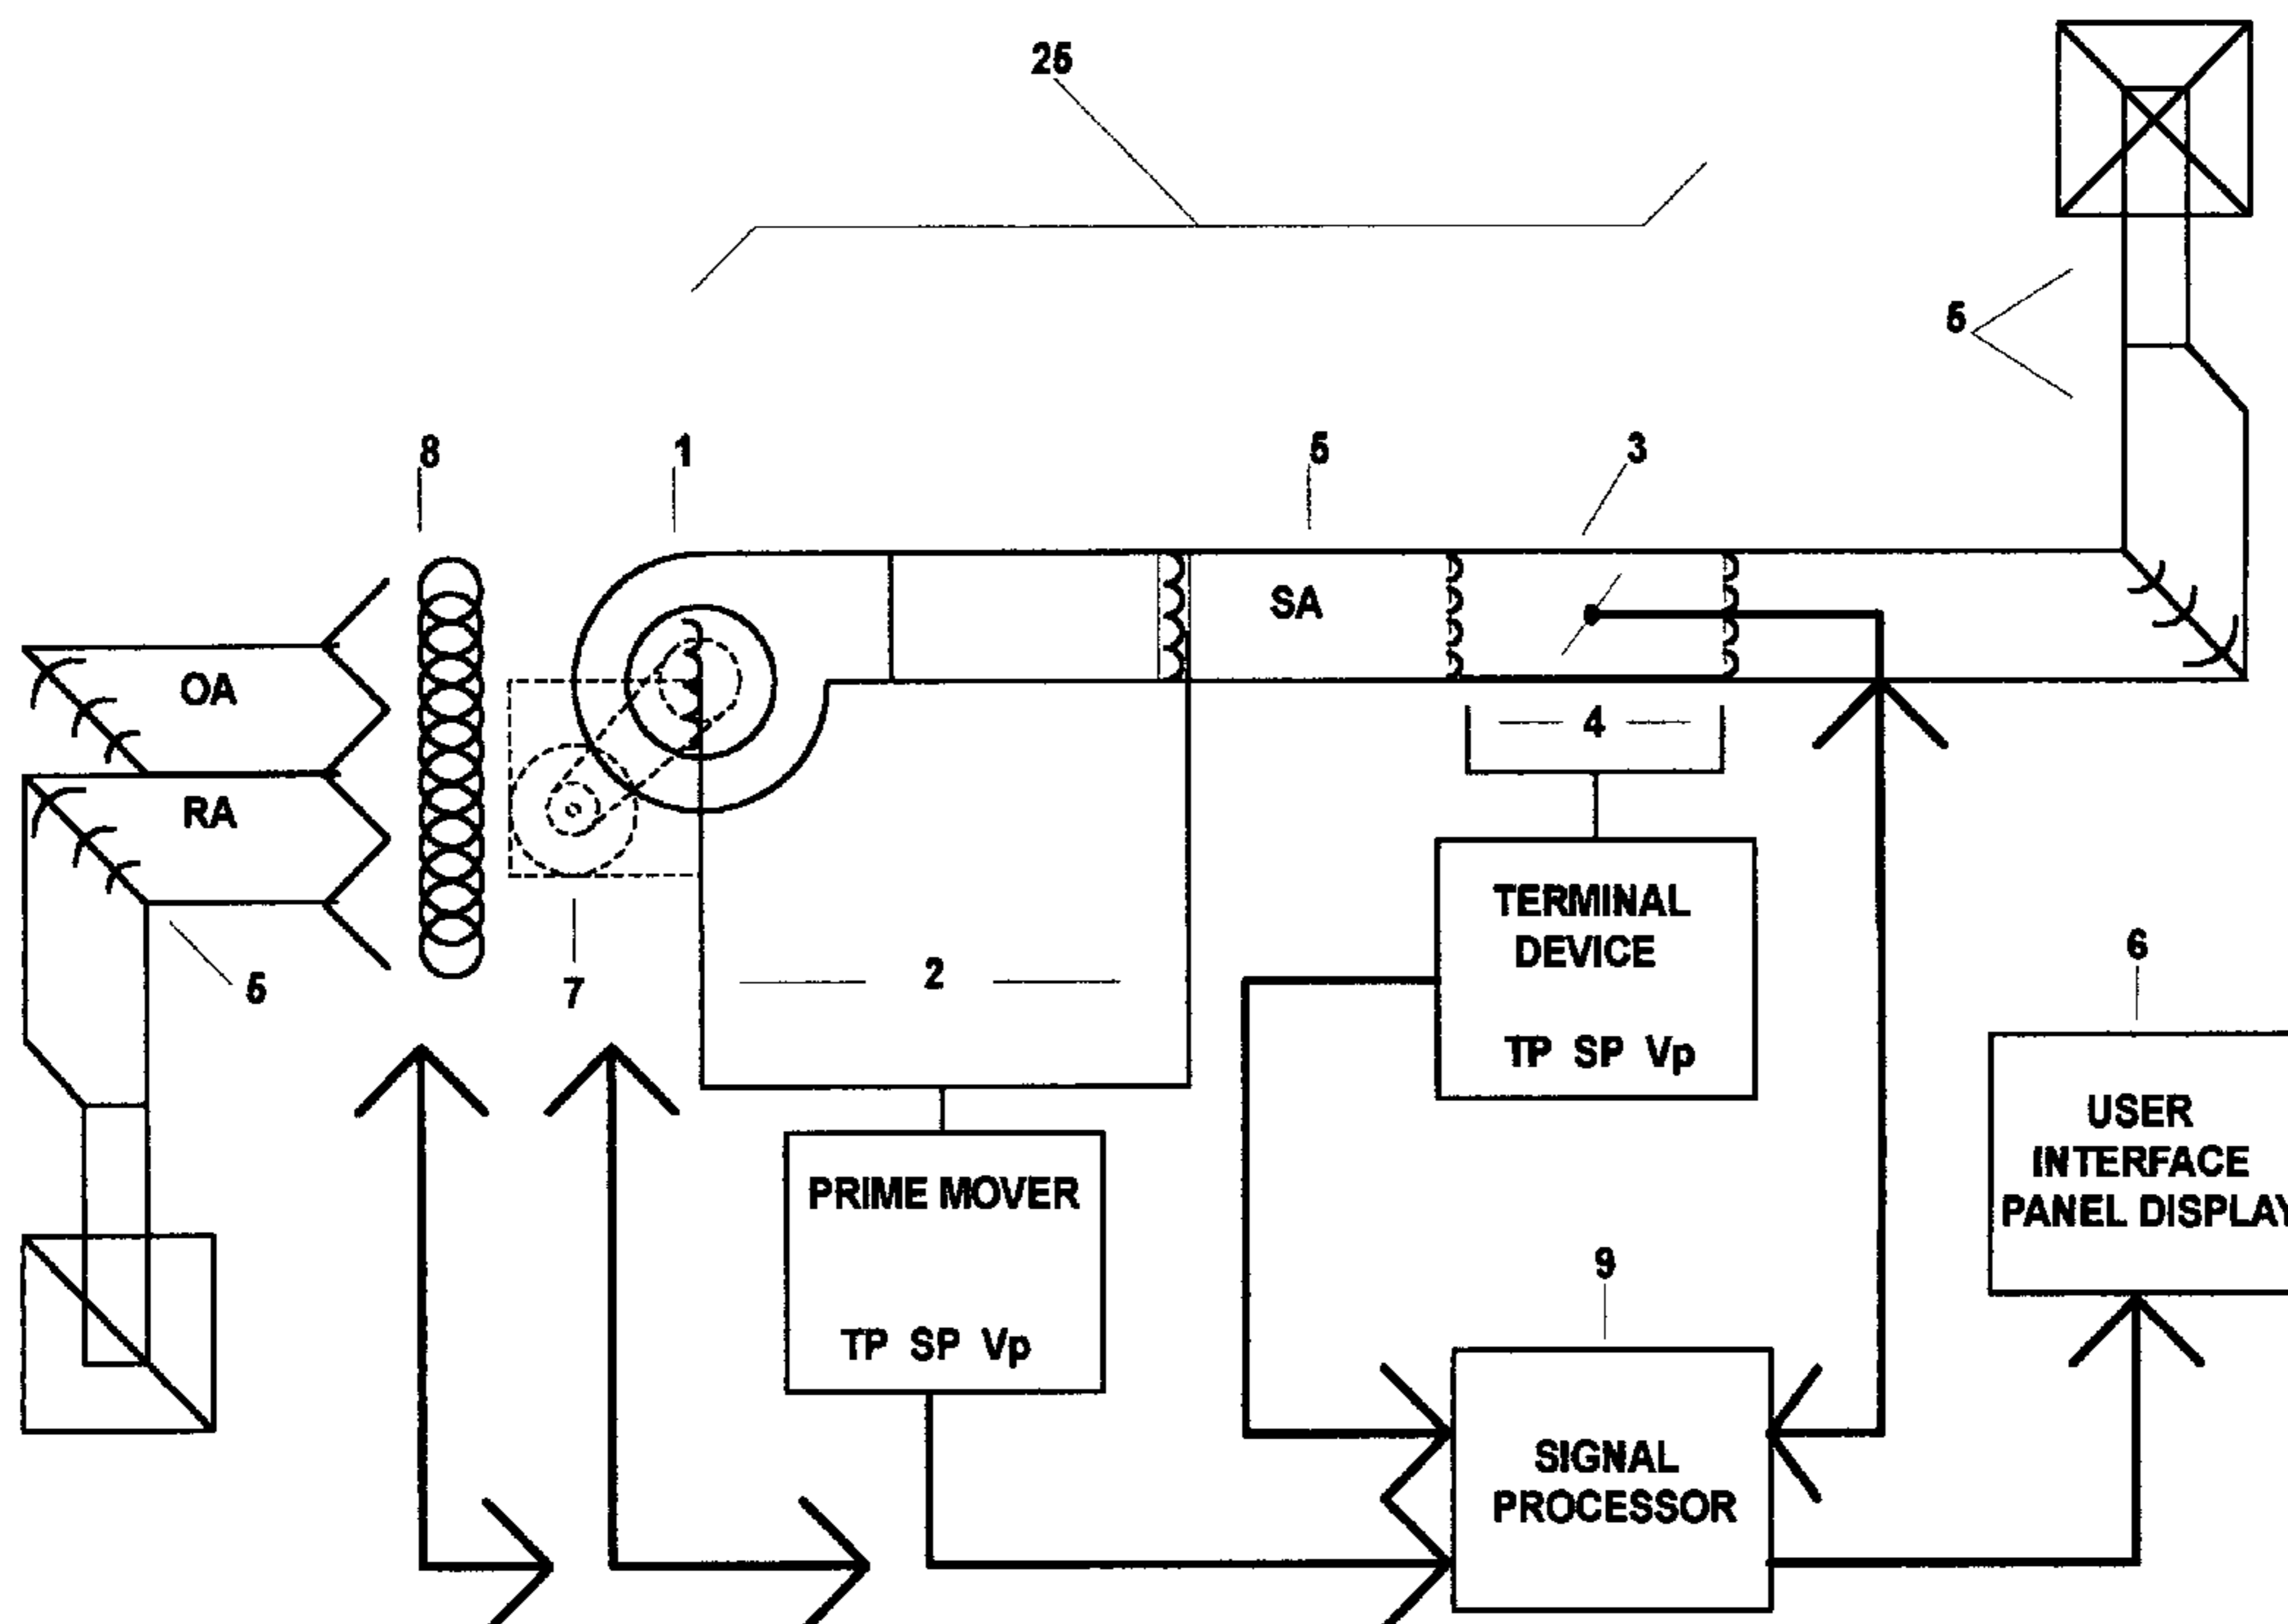 25
5
8
1
5
3
SA
OA
4
RA
TERMINAL
DEVICE
TP SP Vp
5
7
2
6
USER
INTERFACE
PANEL DISPLAY
PRIME MOVER
TP SP Vp
9
SIGNAL
PROCESSOR